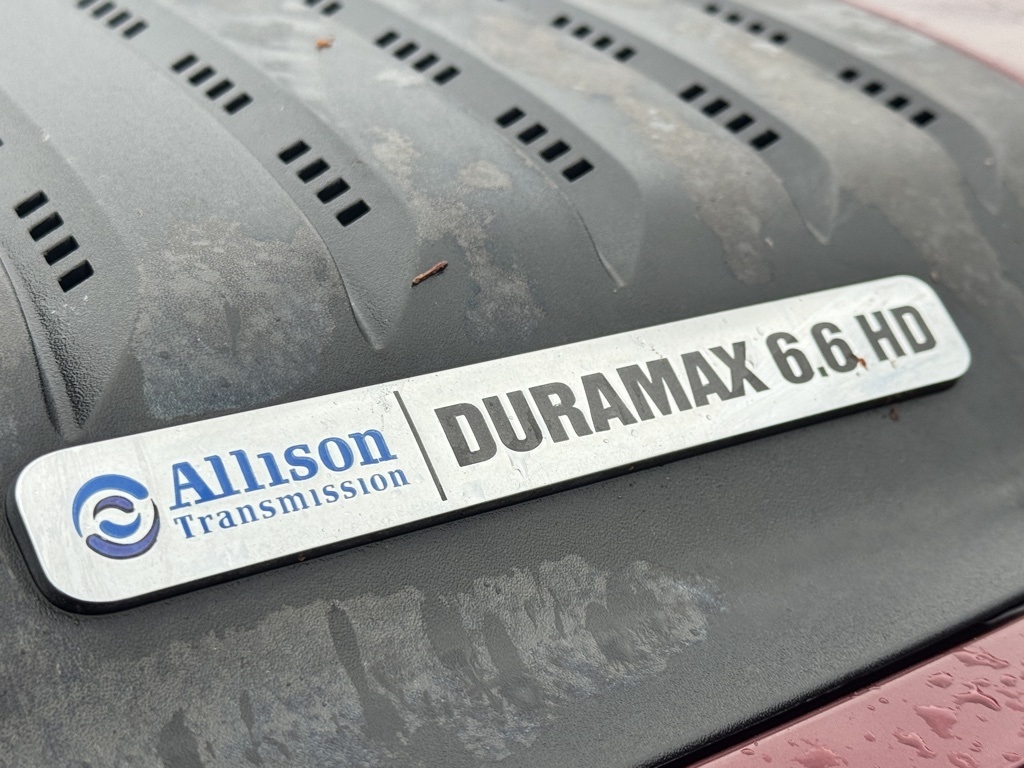 Allison
Transmission
DURAMAX 6.6 HD